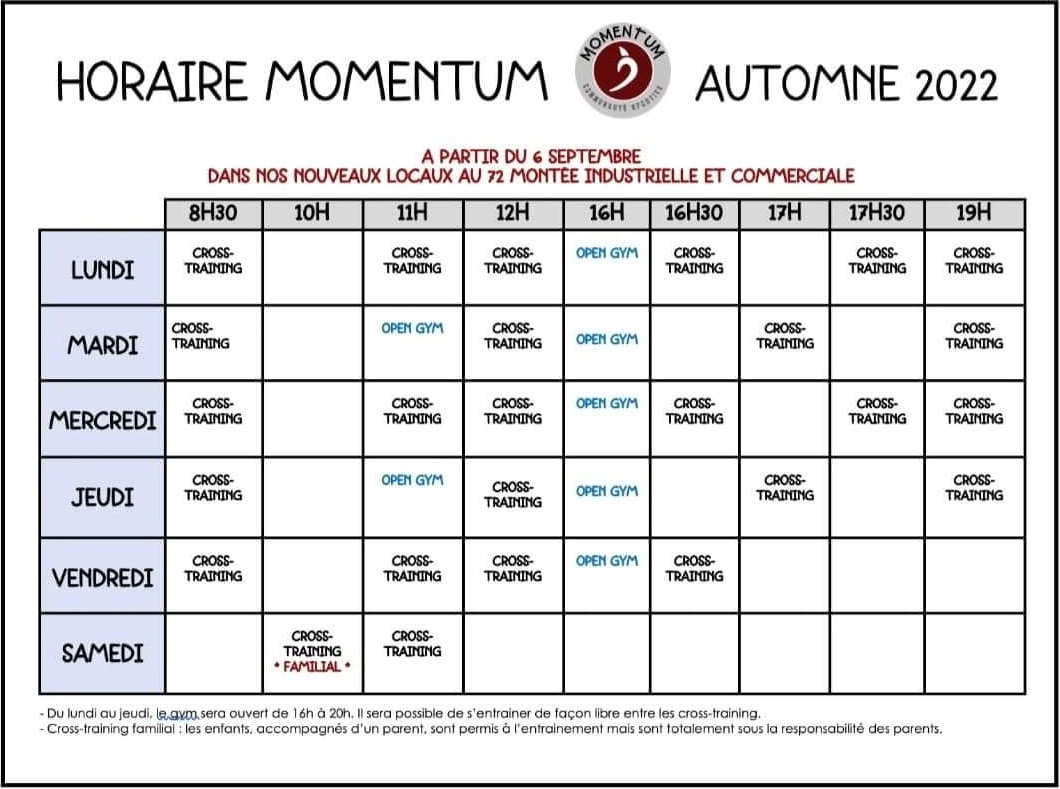 HORAIRE MOMENTUM
MOMENTUM
COMMUNAUTÉ SPORTIVE
AUTOMNE 2022
A PARTIR DU 6 SEPTEMBRE
DANS NOS NOUVEAUX LOCAUX AU 72 MONTÉE INDUSTRIELLE ET COMMERCIALE
8H30 10H 11H 12H 16H 16H30 17H 17H30 19H
LUNDI CROSS- CROSS- CROSS- OPEN GYM CROSS- CROSS- CROSS-
TRAINING TRAINING TRAINING TRAINING TRAINING TRAINING
MARDI CROSS- OPEN GYM CROSS- OPEN GYM CROSS- CROSS-
TRAINING TRAINING TRAINING TRAINING
MERCREDI CROSS- CROSS- CROSS- OPEN GYM CROSS- CROSS- CROSS-
TRAINING TRAINING TRAINING TRAINING TRAINING TRAINING
JEUDI CROSS- OPEN GYM CROSS- OPEN GYM CROSS- CROSS-
TRAINING TRAINING TRAINING TRAINING
VENDREDI CROSS- CROSS- CROSS- OPEN GYM CROSS-
TRAINING TRAINING TRAINING TRAINING
SAMEDI CROSS- CROSS-
TRAINING TRAINING
* FAMILIAL *
- Du lundi au jeudi, le gym sera ouvert de 16h à 20h. Il sera possible de s'entrainer de façon libre entre les cross-training.
- Cross-training familial : les enfants, accompagnés d'un parent, sont permis à l'entrainement mais sont totalement sous la responsabilité des parents.